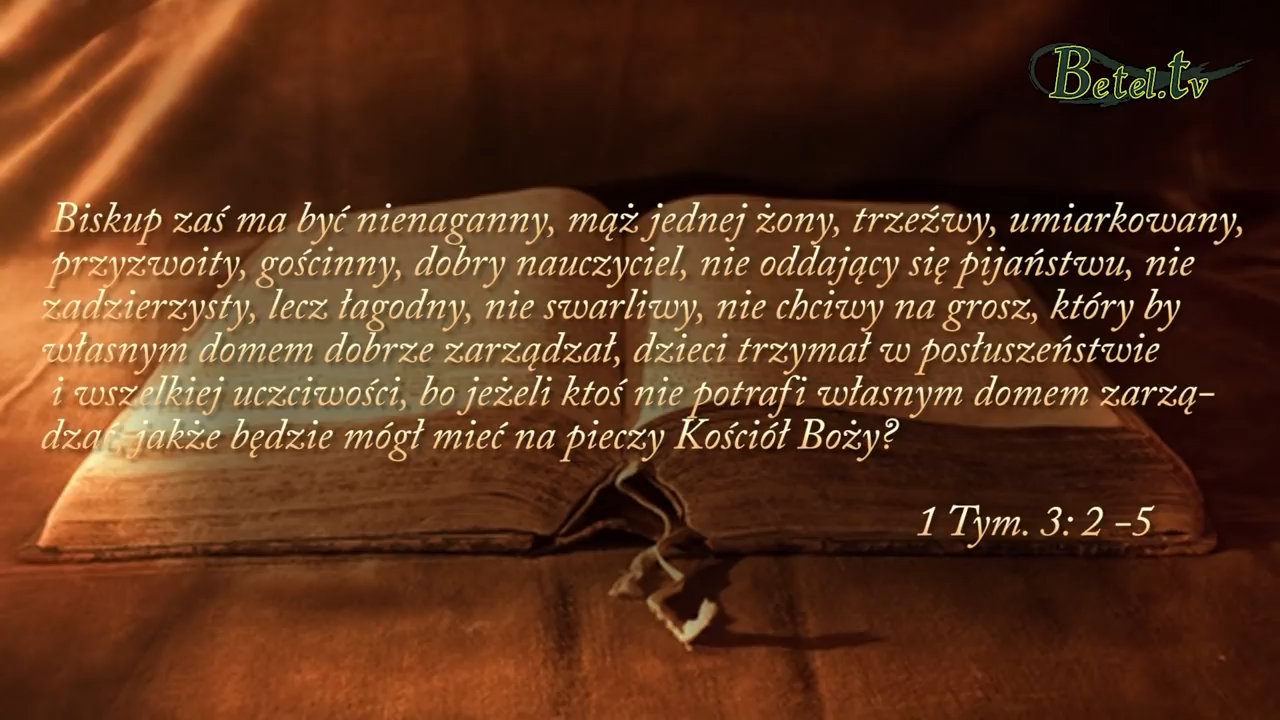 Betel.tv
Biskup zaś ma być nienaganny, mąż jednej żony, trzeźwy, umiarkowany,
przyzwoity, gościnny, dobry nauczyciel, nie oddający się pijaństwu, nie
zadzierzysty, lecz łagodny, nie swarliwy, nie chciwy na grosz, który by
własnym domem dobrze zarządzał, dzieci trzymał w posłuszeństwie
i wszelkiej uczciwości, bo jeżeli ktoś nie potrafi własnym domem zarzą-
dzać, jakże będzie mógł mieć na pieczy Kościół Boży?
1 Tym. 3: 2 -5